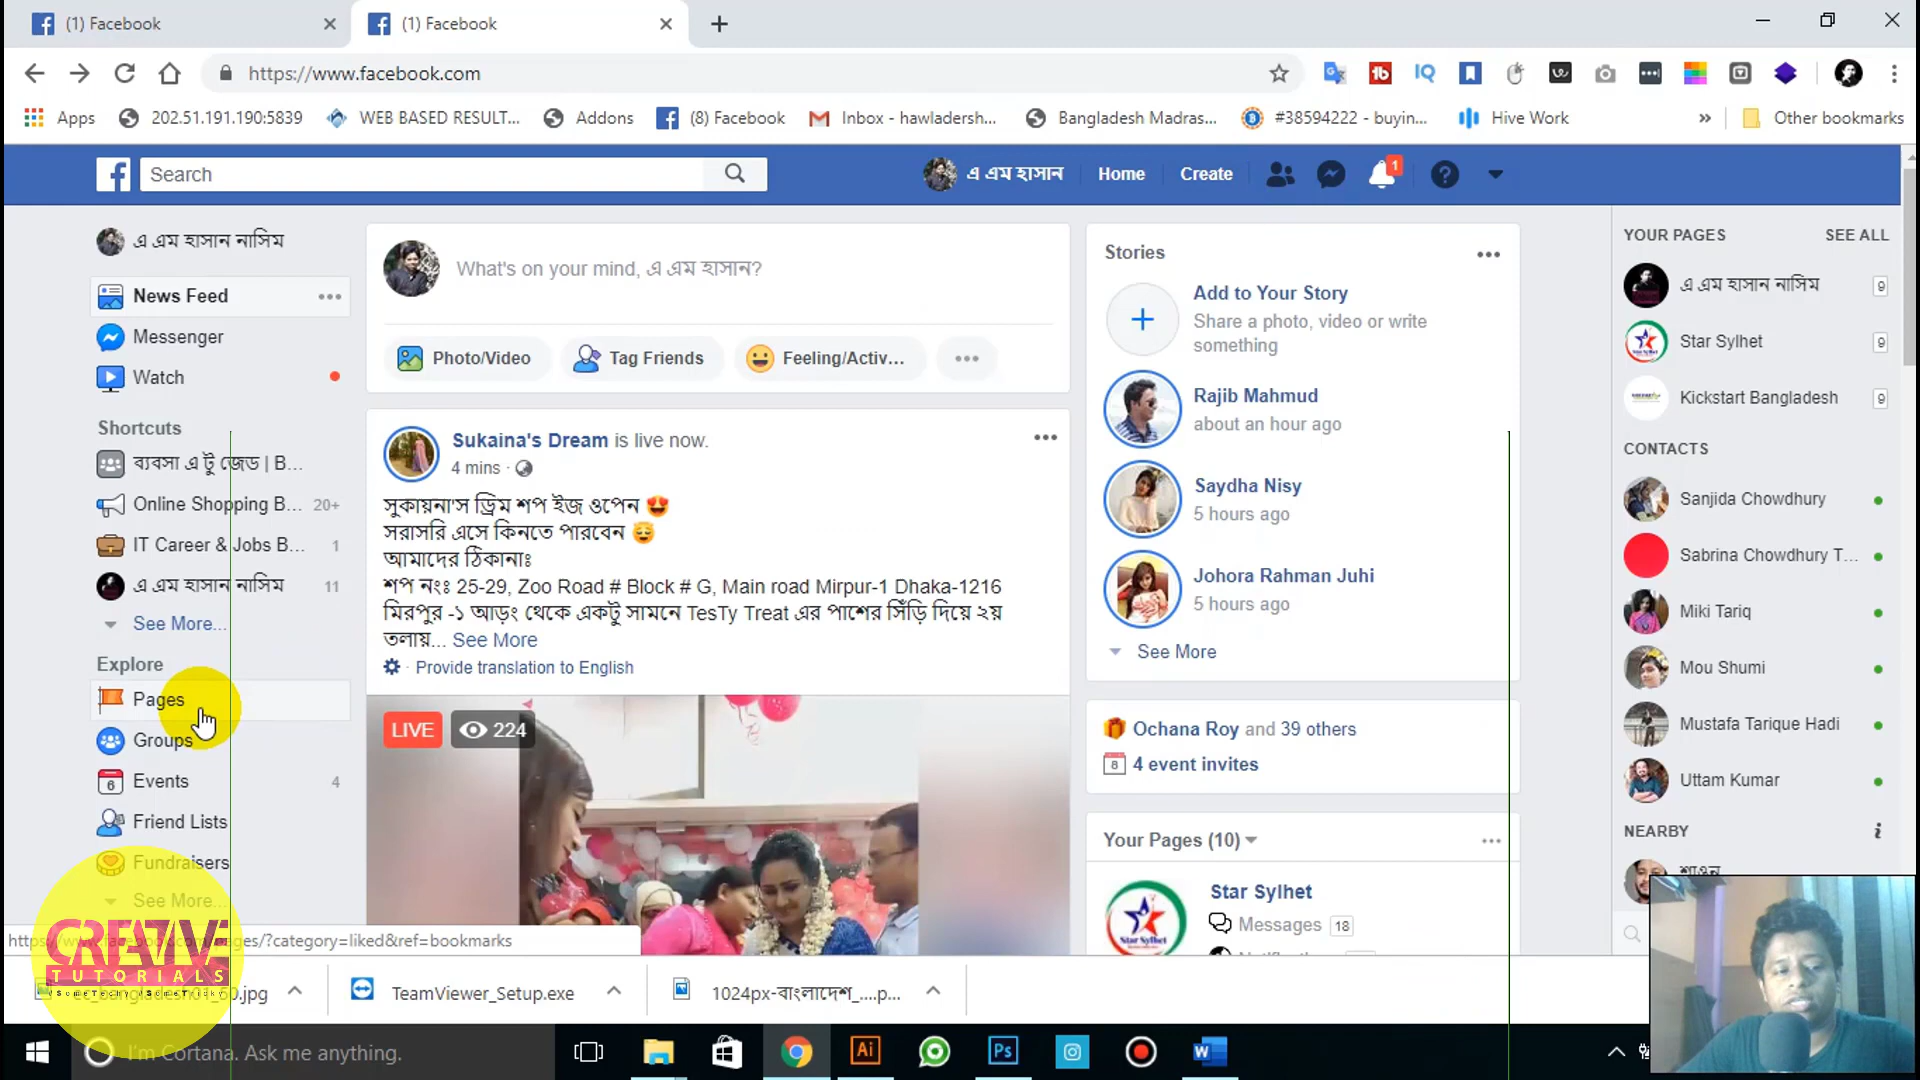 (1) Facebook
(1) Facebook
https://www.facebook.com
Apps
202.51.191.190:5839
WEB BASED RESULT...
Addons
(8) Facebook
Inbox - hawladersh...
Bangladesh Madras...
#38594222 - buyin...
Hive Work
Other bookmarks
Search
এ এম হাসান
Home
Create
1
এ এম হাসান নাসিম
News Feed
Messenger
Watch
Shortcuts
ব্যবসা এ টু জেড | B...
Online Shopping B... 20+
IT Career & Jobs B... 1
এ এম হাসান নাসিম 11
See More...
Explore
Pages
Groups
Events 4
Friend Lists
Fundraisers
See More...
What's on your mind, এ এম হাসান?
Photo/Video
Tag Friends
Feeling/Activ...
Sukaina's Dream is live now.
4 mins
সুকায়না'স ড্রিম শপ ইজ ওপেন 😍
সরাসরি এসে কিনতে পারবেন 😌
আমাদের ঠিকানাঃ
শপ নংঃ 25-29, Zoo Road # Block # G, Main road Mirpur-1 Dhaka-1216
মিরপুর -১ আড়ং থেকে একটু সামনে TesTy Treat এর পাশের সিঁড়ি দিয়ে ২য়
তলায়... See More
Provide translation to English
LIVE
224
Stories
Add to Your Story
Share a photo, video or write
something
Rajib Mahmud
about an hour ago
Saydha Nisy
5 hours ago
Johora Rahman Juhi
5 hours ago
See More
Ochana Roy and 39 others
4 event invites
Your Pages (10)
Star Sylhet
Messages 18
YOUR PAGES
SEE ALL
এ এম হাসান নাসিম 9
Star Sylhet 9
Kickstart Bangladesh 9
CONTACTS
Sanjida Chowdhury
Sabrina Chowdhury T...
Miki Tariq
Mou Shumi
Mustafa Tarique Hadi
Uttam Kumar
NEARBY
CREATIVE
TUTORIALS
TeamViewer_Setup.exe
1024px-বাংলাদেশ_....p...
I'm Cortana. Ask me anything.